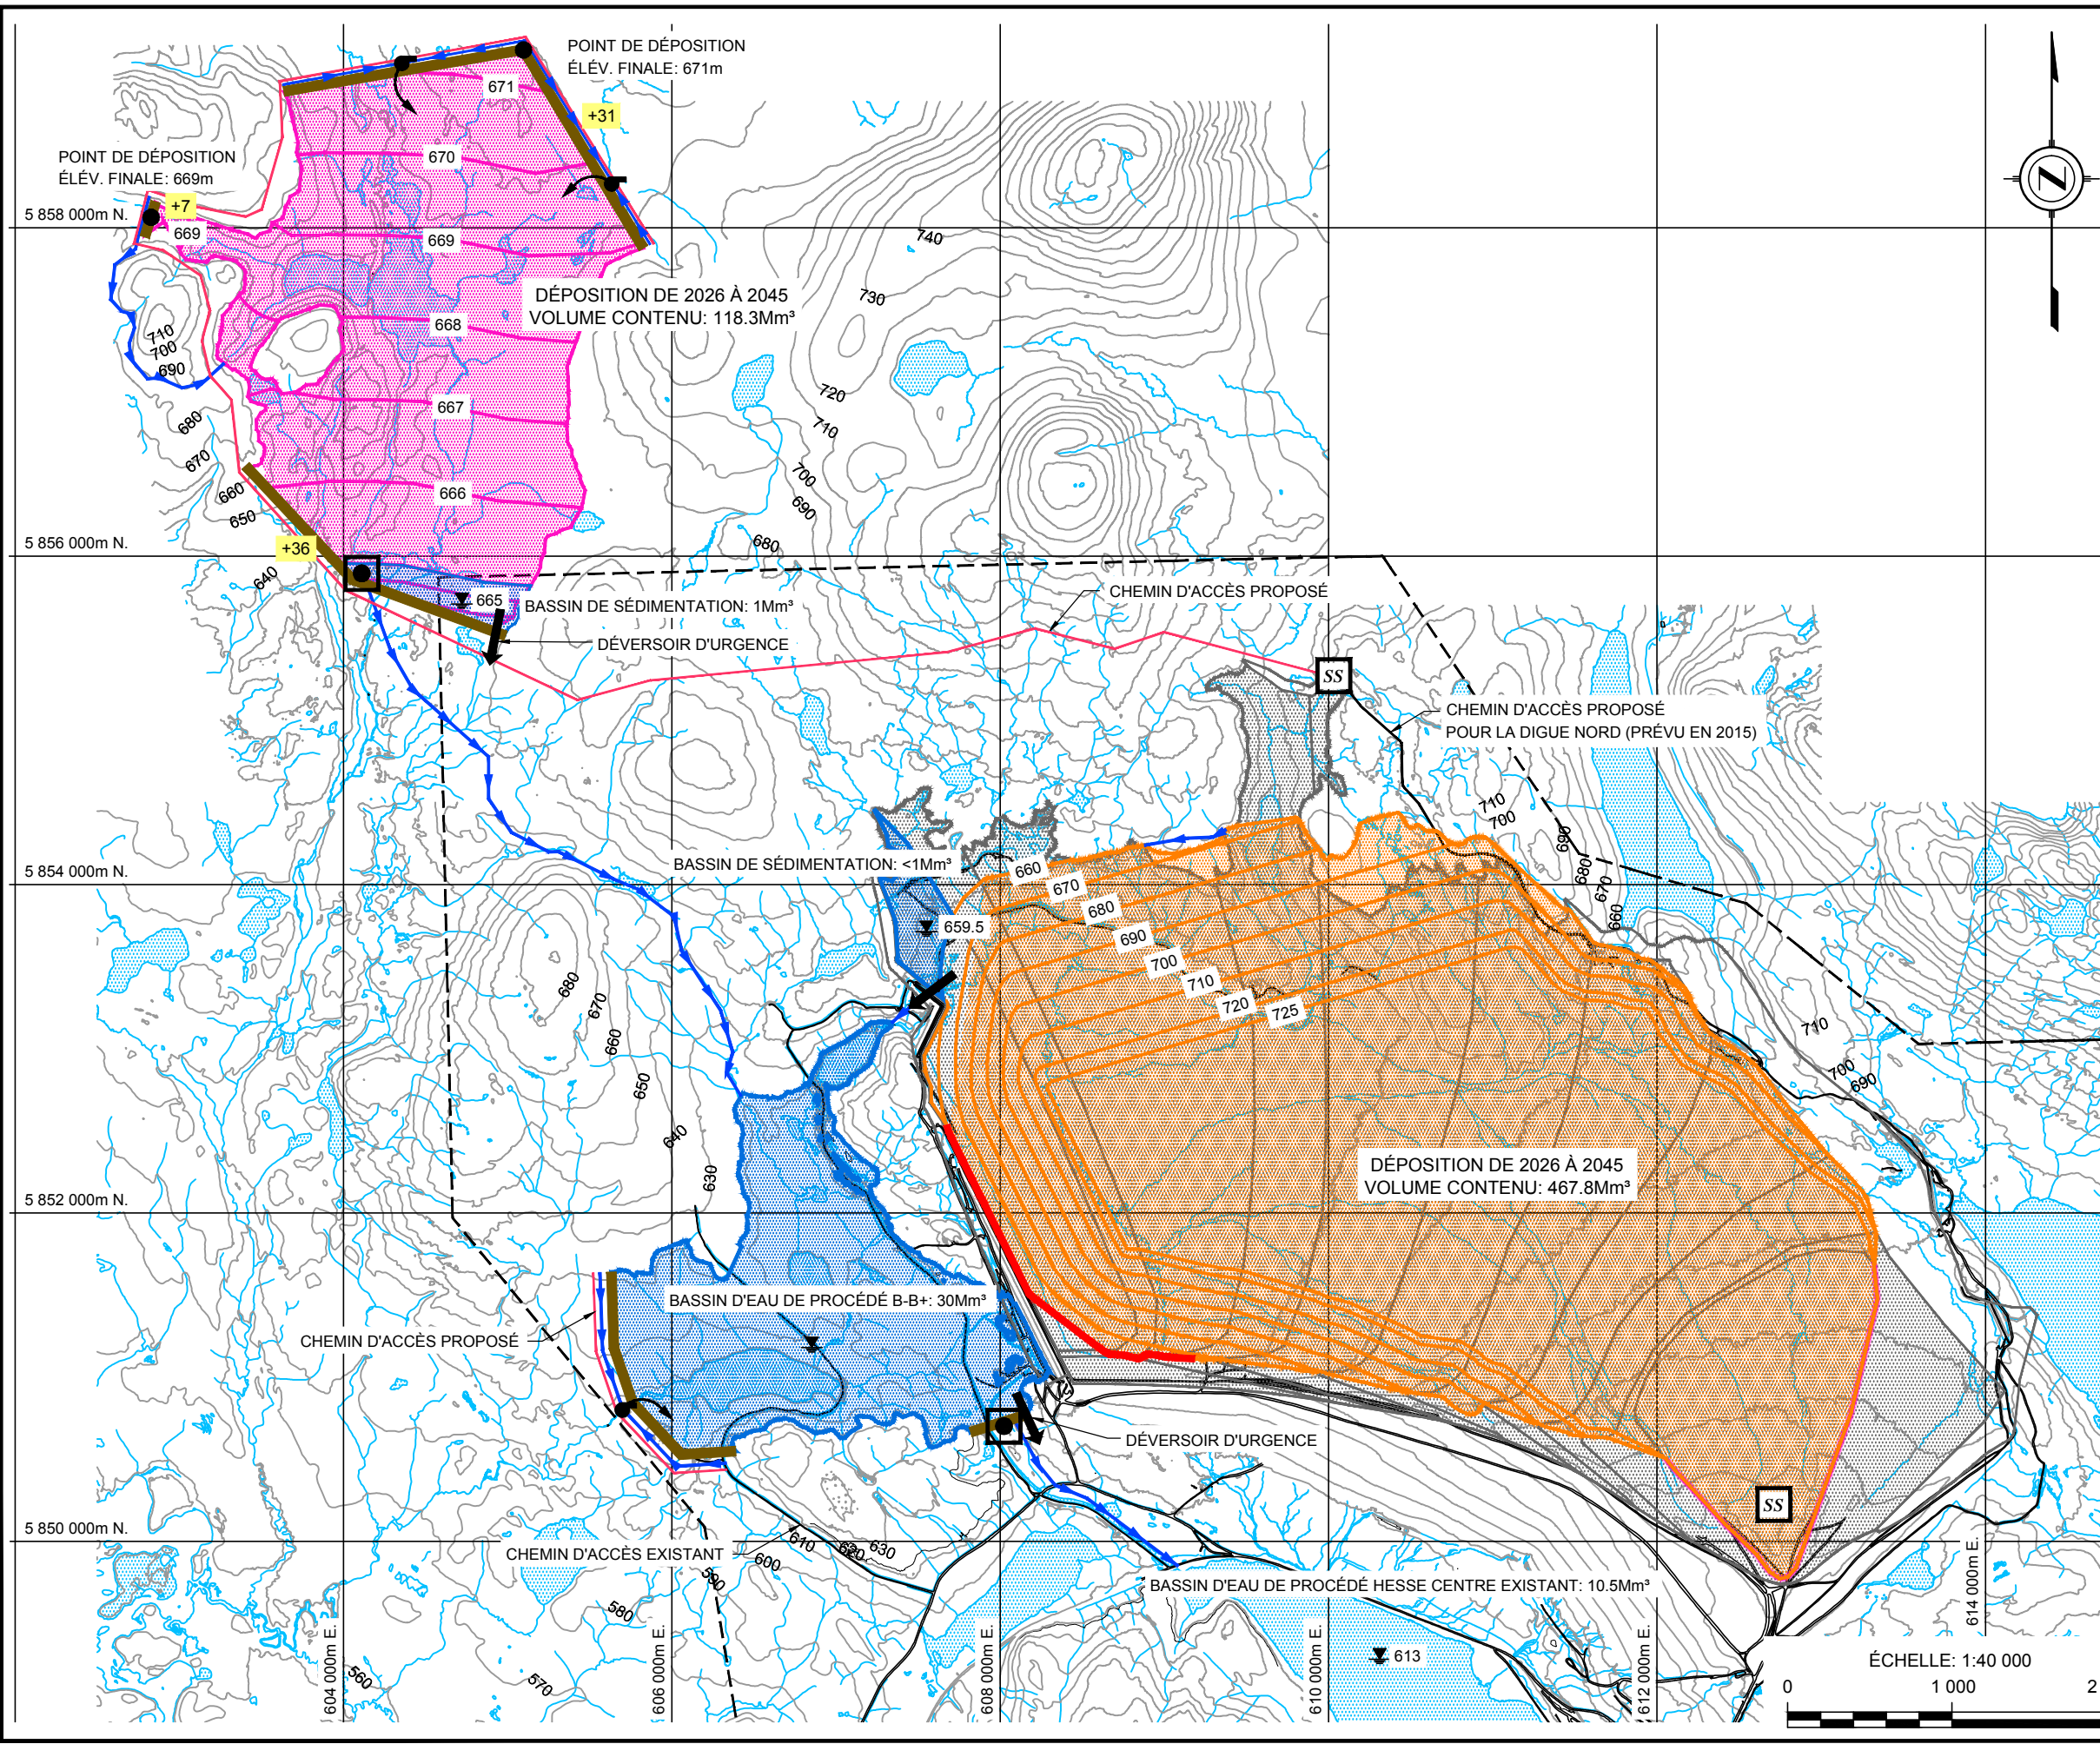 POINT DE DÉPOSITION
ÉLÉV. FINALE: 671m
671
+31
670
POINT DE DÉPOSITION
ÉLÉV. FINALE: 669m
+7
669
669
5 858 000m N.
740
N
DÉPOSITION DE 2026 À 2045
VOLUME CONTENU: 118.3Mm³
730
668
710
700
690
720
667
710
680
670
700
690
666
660
650
680
+36
5 856 000m N.
640
665
BASSIN DE SÉDIMENTATION: 1Mm³
DÉVERSOIR D'URGENCE
CHEMIN D'ACCÈS PROPOSÉ
SS
CHEMIN D'ACCÈS PROPOSÉ
POUR LA DIGUE NORD (PRÉVU EN 2015)
710
700
690
680
670
660
BASSIN DE SÉDIMENTATION: <1Mm³
5 854 000m N.
660
670
680
690
700
710
720
725
659.5
680
670
660
650
640
630
710
700
690
DÉPOSITION DE 2026 À 2045
VOLUME CONTENU: 467.8Mm³
5 852 000m N.
BASSIN D'EAU DE PROCÉDÉ B-B+: 30Mm³
CHEMIN D'ACCÈS PROPOSÉ
DÉVERSOIR D'URGENCE
SS
5 850 000m N.
CHEMIN D'ACCÈS EXISTANT
610
620
630
600
590
580
570
560
BASSIN D'EAU DE PROCÉDÉ HESSE CENTRE EXISTANT: 10.5Mm³
613
604 000m E.
606 000m E.
608 000m E.
610 000m E.
612 000m E.
614 000m E.
ÉCHELLE: 1:40 000
0
1 000
2